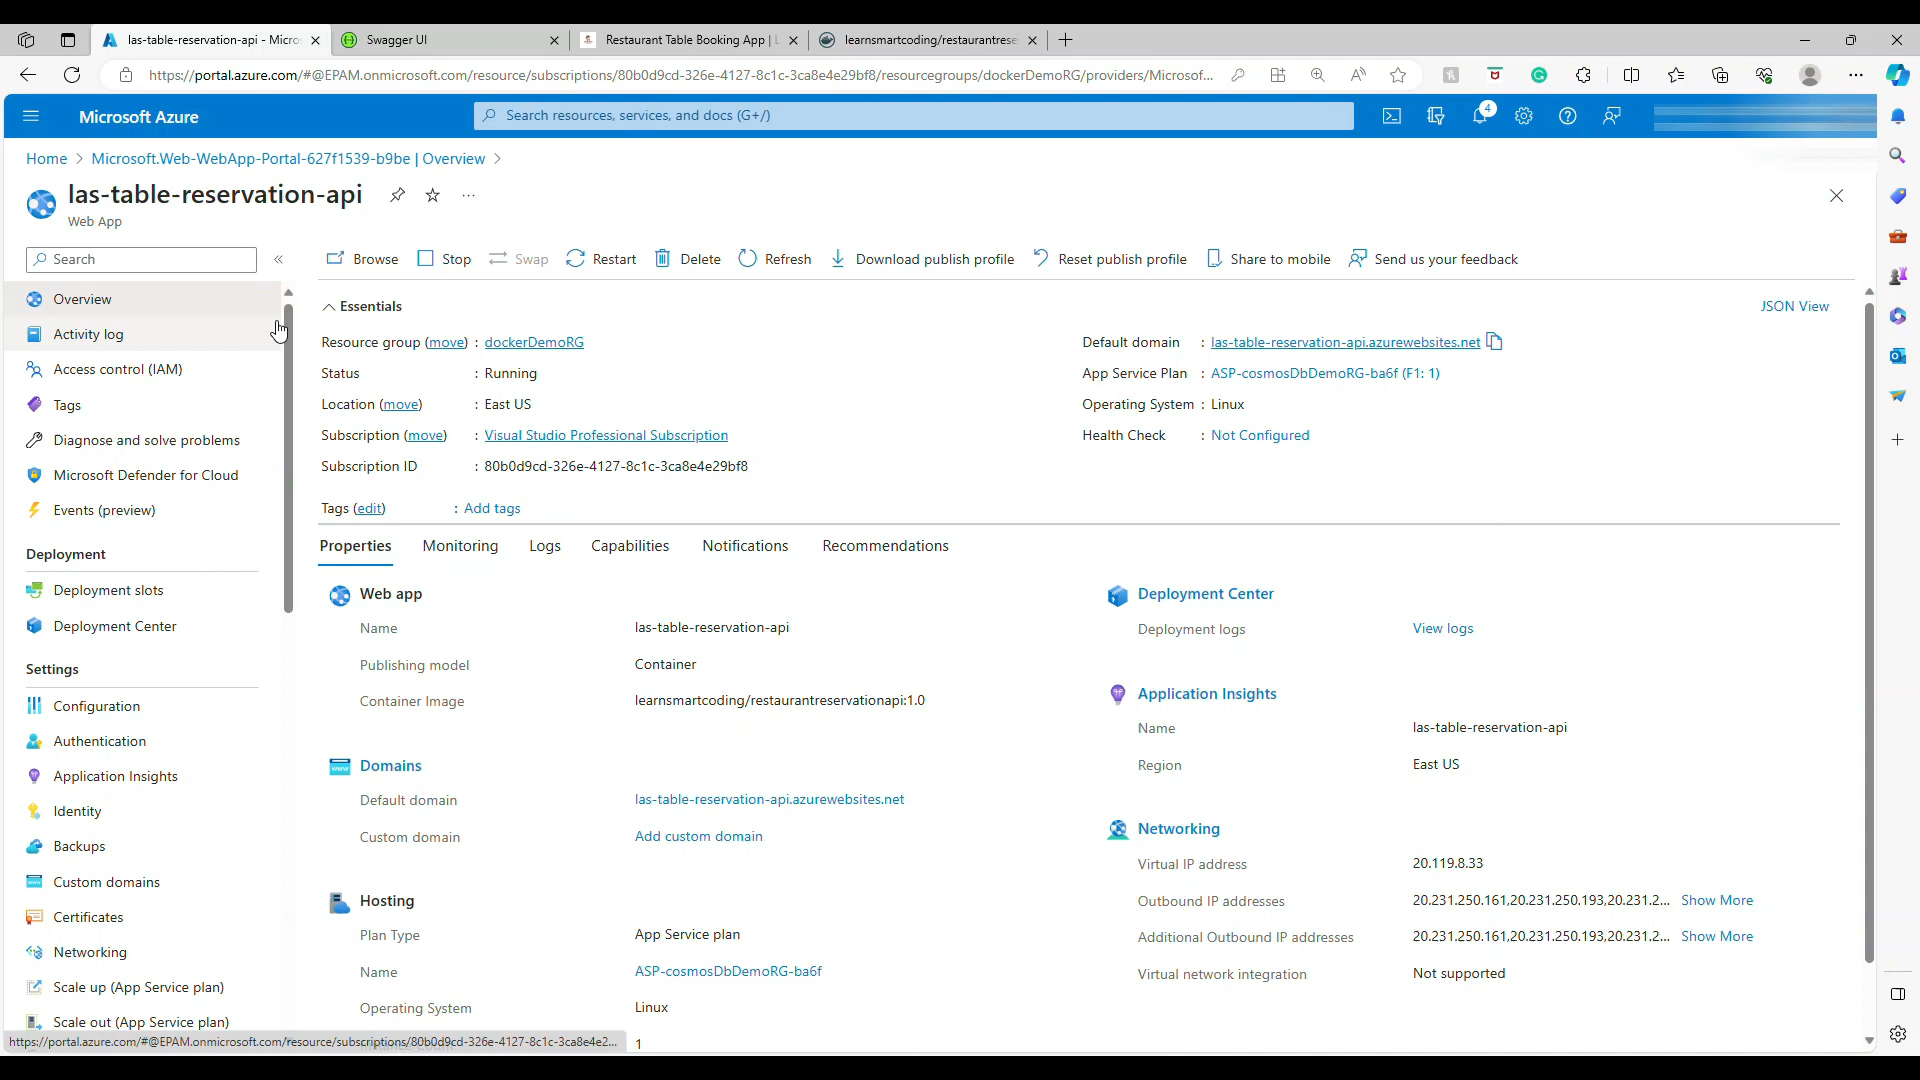 las-table-reservation-api - Micros
Swagger UI
Restaurant Table Booking App | L
learnsmartcoding/restaurantrese
https://portal.azure.com/#@EPAM.onmicrosoft.com/resource/subscriptions/80b0d9cd-326e-4127-8c1c-3ca8e4e29bf8/resourcegroups/dockerDemoRG/providers/Microsof...
Microsoft Azure
Search resources, services, and docs (G+/)
4
Home > Microsoft.Web-WebApp-Portal-627f1539-b9be | Overview >
las-table-reservation-api
Web App
Search
Browse Stop Swap Restart Delete Refresh Download publish profile Reset publish profile Share to mobile Send us your feedback
Overview
Activity log
Access control (IAM)
Tags
Diagnose and solve problems
Microsoft Defender for Cloud
Events (preview)
Deployment
Deployment slots
Deployment Center
Settings
Configuration
Authentication
Application Insights
Identity
Backups
Custom domains
Certificates
Networking
Scale up (App Service plan)
Scale out (App Service plan)
Essentials
JSON View
Resource group (move) : dockerDemoRG
Status : Running
Location (move) : East US
Subscription (move) : Visual Studio Professional Subscription
Subscription ID : 80b0d9cd-326e-4127-8c1c-3ca8e4e29bf8
Tags (edit) : Add tags
Default domain : las-table-reservation-api.azurewebsites.net
App Service Plan : ASP-cosmosDbDemoRG-ba6f (F1: 1)
Operating System : Linux
Health Check : Not Configured
Properties Monitoring Logs Capabilities Notifications Recommendations
Web app
Name las-table-reservation-api
Publishing model Container
Container Image learnsmartcoding/restaurantreservationapi:1.0
Domains
Default domain las-table-reservation-api.azurewebsites.net
Custom domain Add custom domain
Hosting
Plan Type App Service plan
Name ASP-cosmosDbDemoRG-ba6f
Operating System Linux
1
Deployment Center
Deployment logs View logs
Application Insights
Name las-table-reservation-api
Region East US
Networking
Virtual IP address 20.119.8.33
Outbound IP addresses 20.231.250.161,20.231.250.193,20.231.2... Show More
Additional Outbound IP addresses 20.231.250.161,20.231.250.193,20.231.2... Show More
Virtual network integration Not supported
https://portal.azure.com/#@EPAM.onmicrosoft.com/resource/subscriptions/80b0d9cd-326e-4127-8c1c-3ca8e4e2...